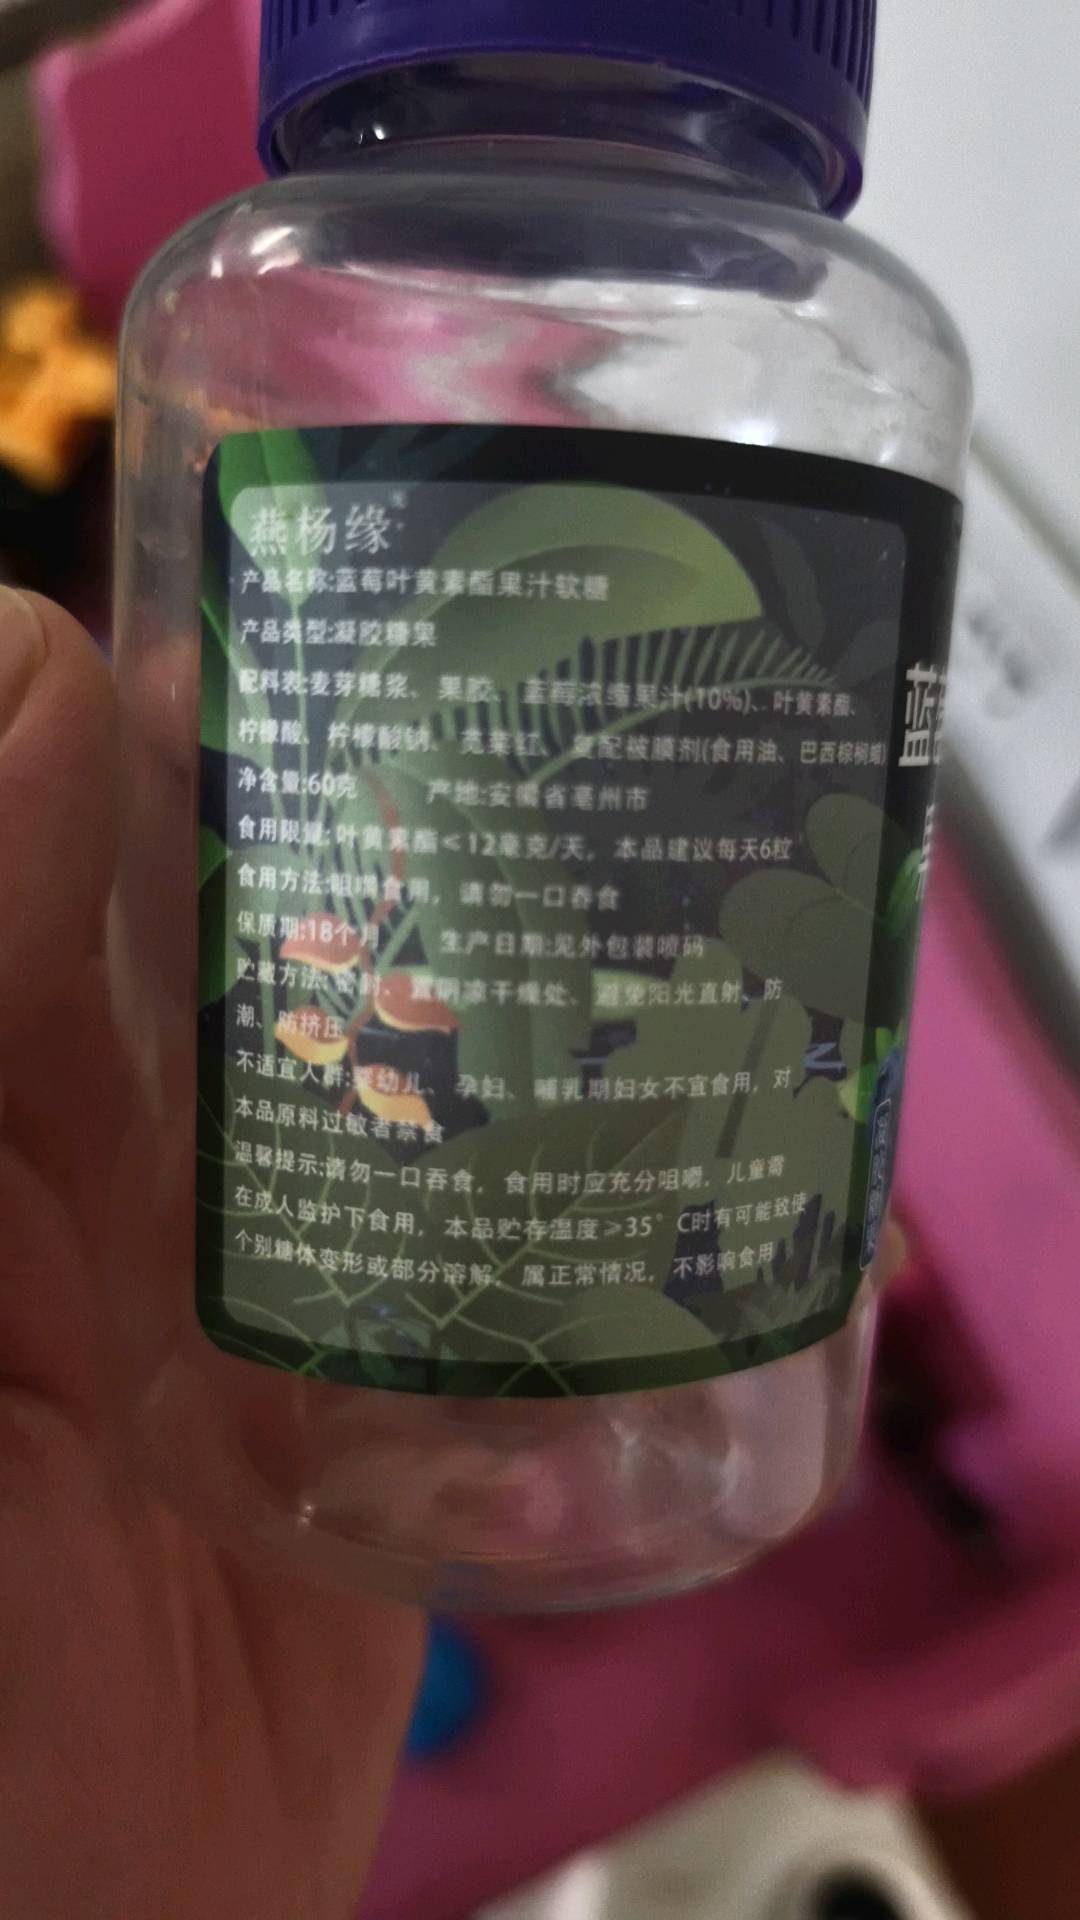 燕杨缘
产品名称:蓝莓叶黄素酯果汁软糖
产品类型:凝胶糖果
配料表:麦芽糖浆、果胶、蓝莓浓缩果汁(10%)、叶黄素酯、
柠檬酸、柠檬酸钠、苋菜红、复配被膜剂(食用油、巴西棕榈蜡)
净含量:60克 产地:安徽省亳州市
食用限量:叶黄素酯<12毫克/天，本品建议每天6粒
食用方法:咀嚼食用，请勿一口吞食
保质期:18个月 生产日期:见外包装喷码
贮藏方法:密封、置阴凉干燥处、避免阳光直射、防
潮、防挤压
不适宜人群:婴幼儿、孕妇、哺乳期妇女不宜食用，对
本品原料过敏者禁食
温馨提示:请勿一口吞食，食用时应充分咀嚼，儿童需
在成人监护下食用，本品贮存温度≥35°C时有可能致使
个别糖体变形或部分溶解，属正常情况，不影响食用
蓝
凝胶糖果